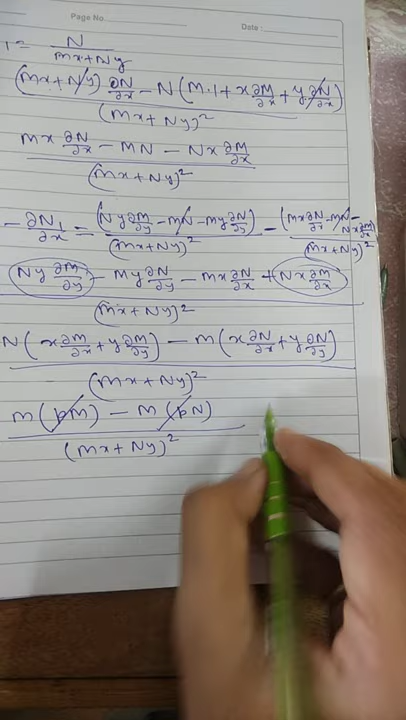 Page No.
Date :
1 = N / (mx+Ny)
(mx+Ny) ∂N/∂x - N(M·1 + x ∂M/∂x + y ∂N/∂x) / (mx+Ny)²
mx ∂N/∂x - MN - Nx ∂M/∂x / (mx+Ny)²
- ∂N₁/∂x = (Ny ∂M/∂y - MN - my ∂N/∂y) / (mx+Ny)² - (mx ∂N/∂x - MN - Nx ∂M/∂x) / (mx+Ny)²
Ny ∂M/∂y - my ∂N/∂y - mx ∂N/∂x + Nx ∂M/∂x / (mx+Ny)²
N(x ∂M/∂x + y ∂M/∂y) - M(x ∂N/∂x + y ∂N/∂y) / (mx+Ny)²
m(pM) - M(pN) / (mx+Ny)²